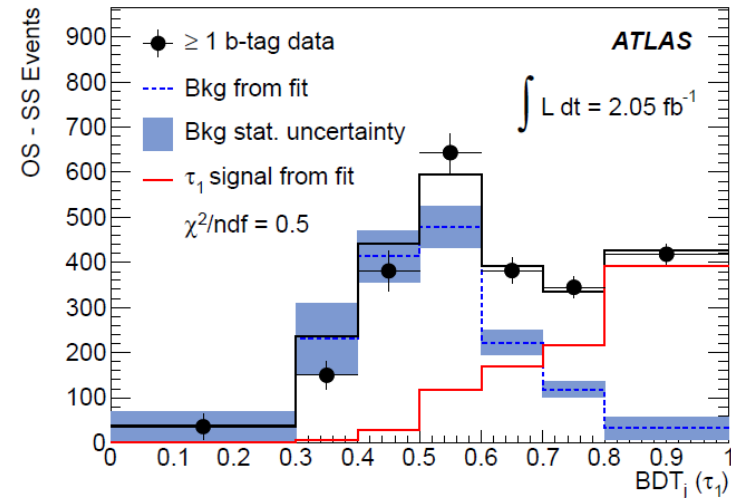 OS - SS Events
900
800
700
600
500
400
300
200
100
0
≥ 1 b-tag data
Bkg from fit
Bkg stat. uncertainty
τ₁ signal from fit
χ²/ndf = 0.5
ATLAS
∫ L dt = 2.05 fb⁻¹
0 0.1 0.2 0.3 0.4 0.5 0.6 0.7 0.8 0.9 1
BDTⱼ (τ₁)